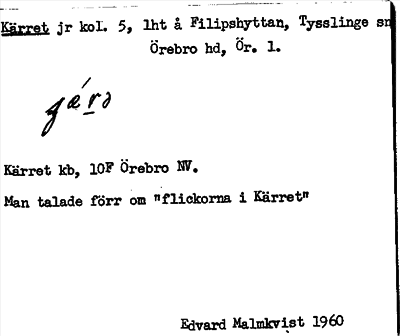 Kärret jr kol. 5, lht å Filipshyttan, Tysslinge sn
Örebro hd, Ör. l.
Kärret kb, 10F Örebro NV.
Man talade förr om "flickorna i Kärret"
Edvard Malmkvist 1960